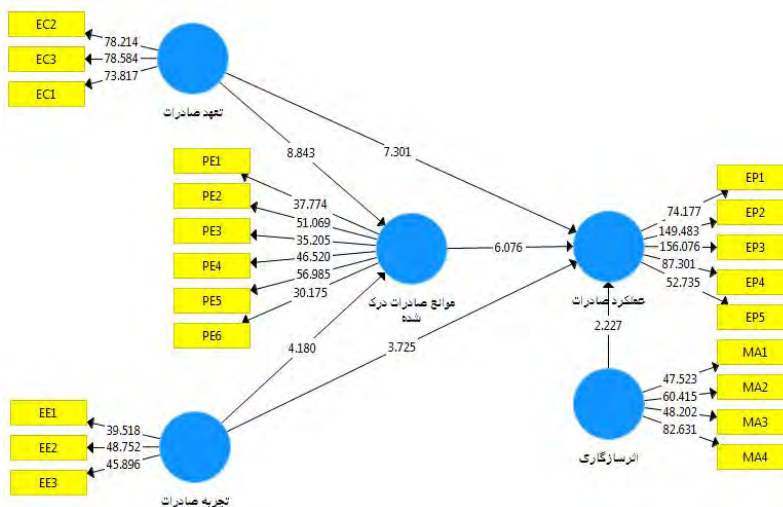 EC2
EC3
EC1
78.214
78.584
73.817
تعهد صادرات
8.843
7.301
PE1
PE2
PE3
PE4
PE5
PE6
37.774
51.069
35.205
46.520
56.985
30.175
موانع صادرات درک
شده
6.076
EP1
EP2
EP3
EP4
EP5
74.177
149.483
156.076
87.301
52.735
عملکرد صادرات
2.227
4.180
3.725
MA1
MA2
MA3
MA4
47.523
60.415
48.202
82.631
اثرسازگاری
EE1
EE2
EE3
39.518
48.752
45.896
تجربه صادرات